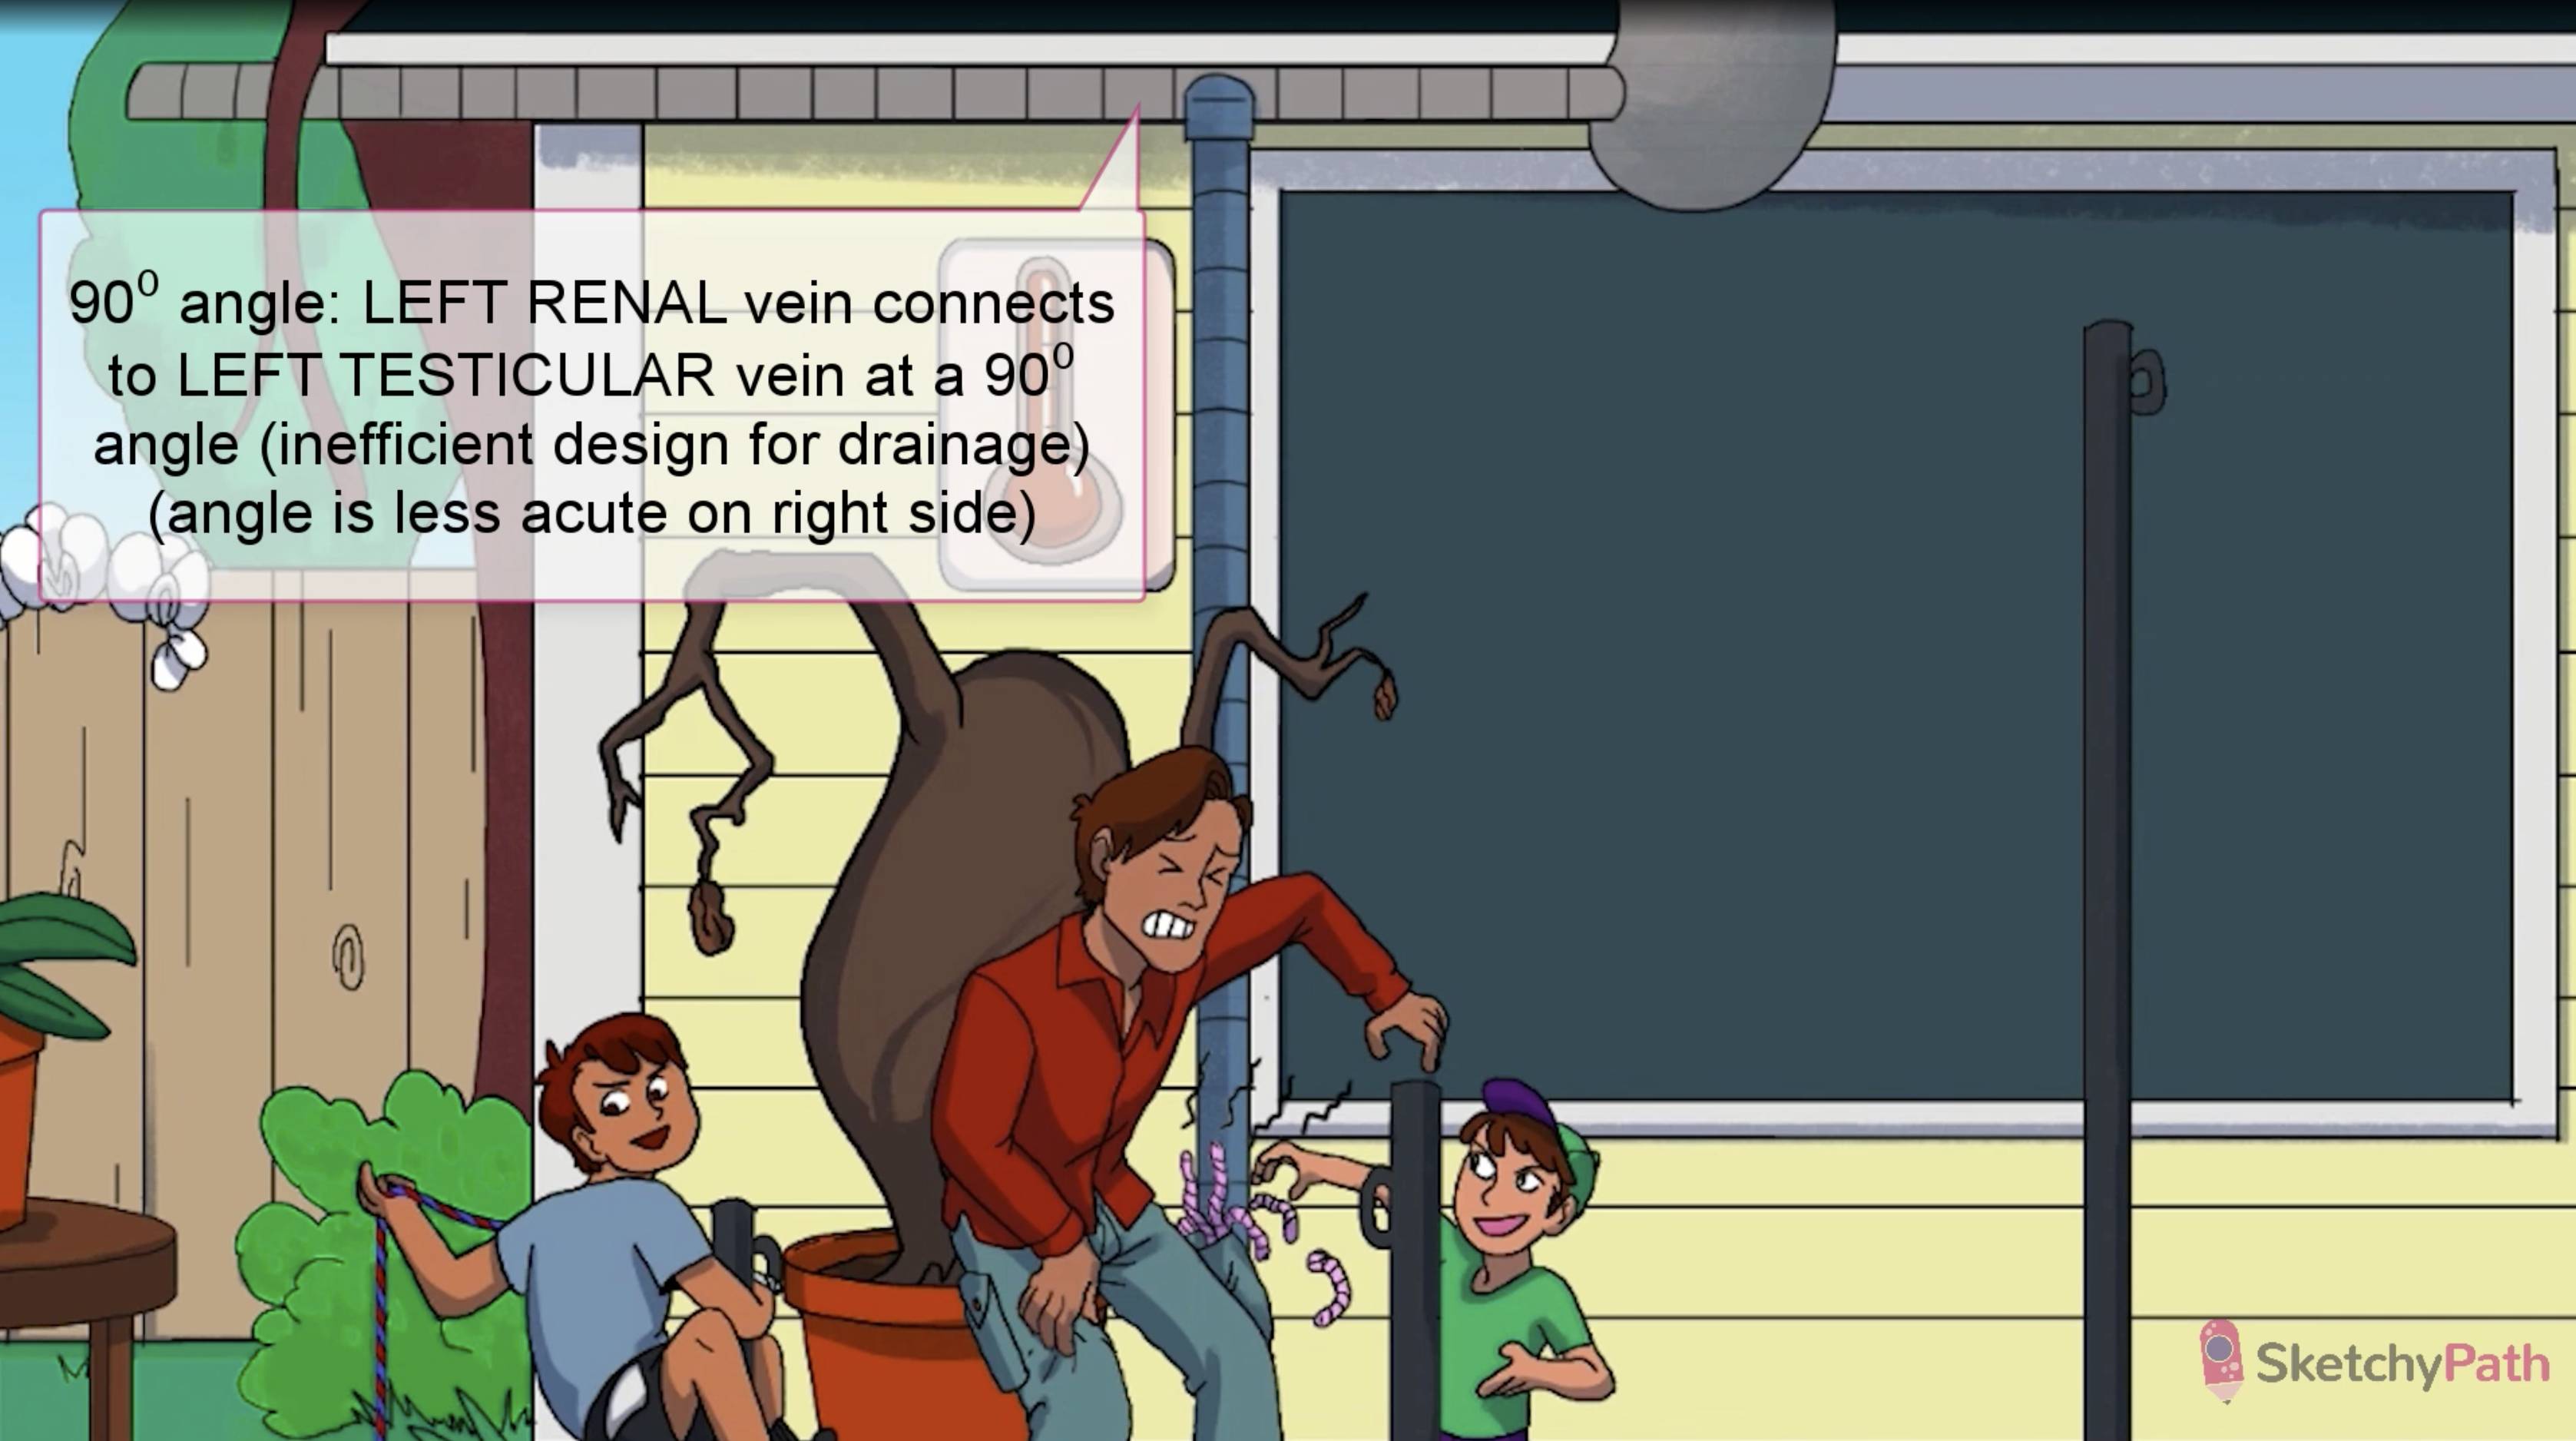 90⁰ angle: LEFT RENAL vein connects
to LEFT TESTICULAR vein at a 90⁰
angle (inefficient design for drainage)
(angle is less acute on right side)
SketchyPath